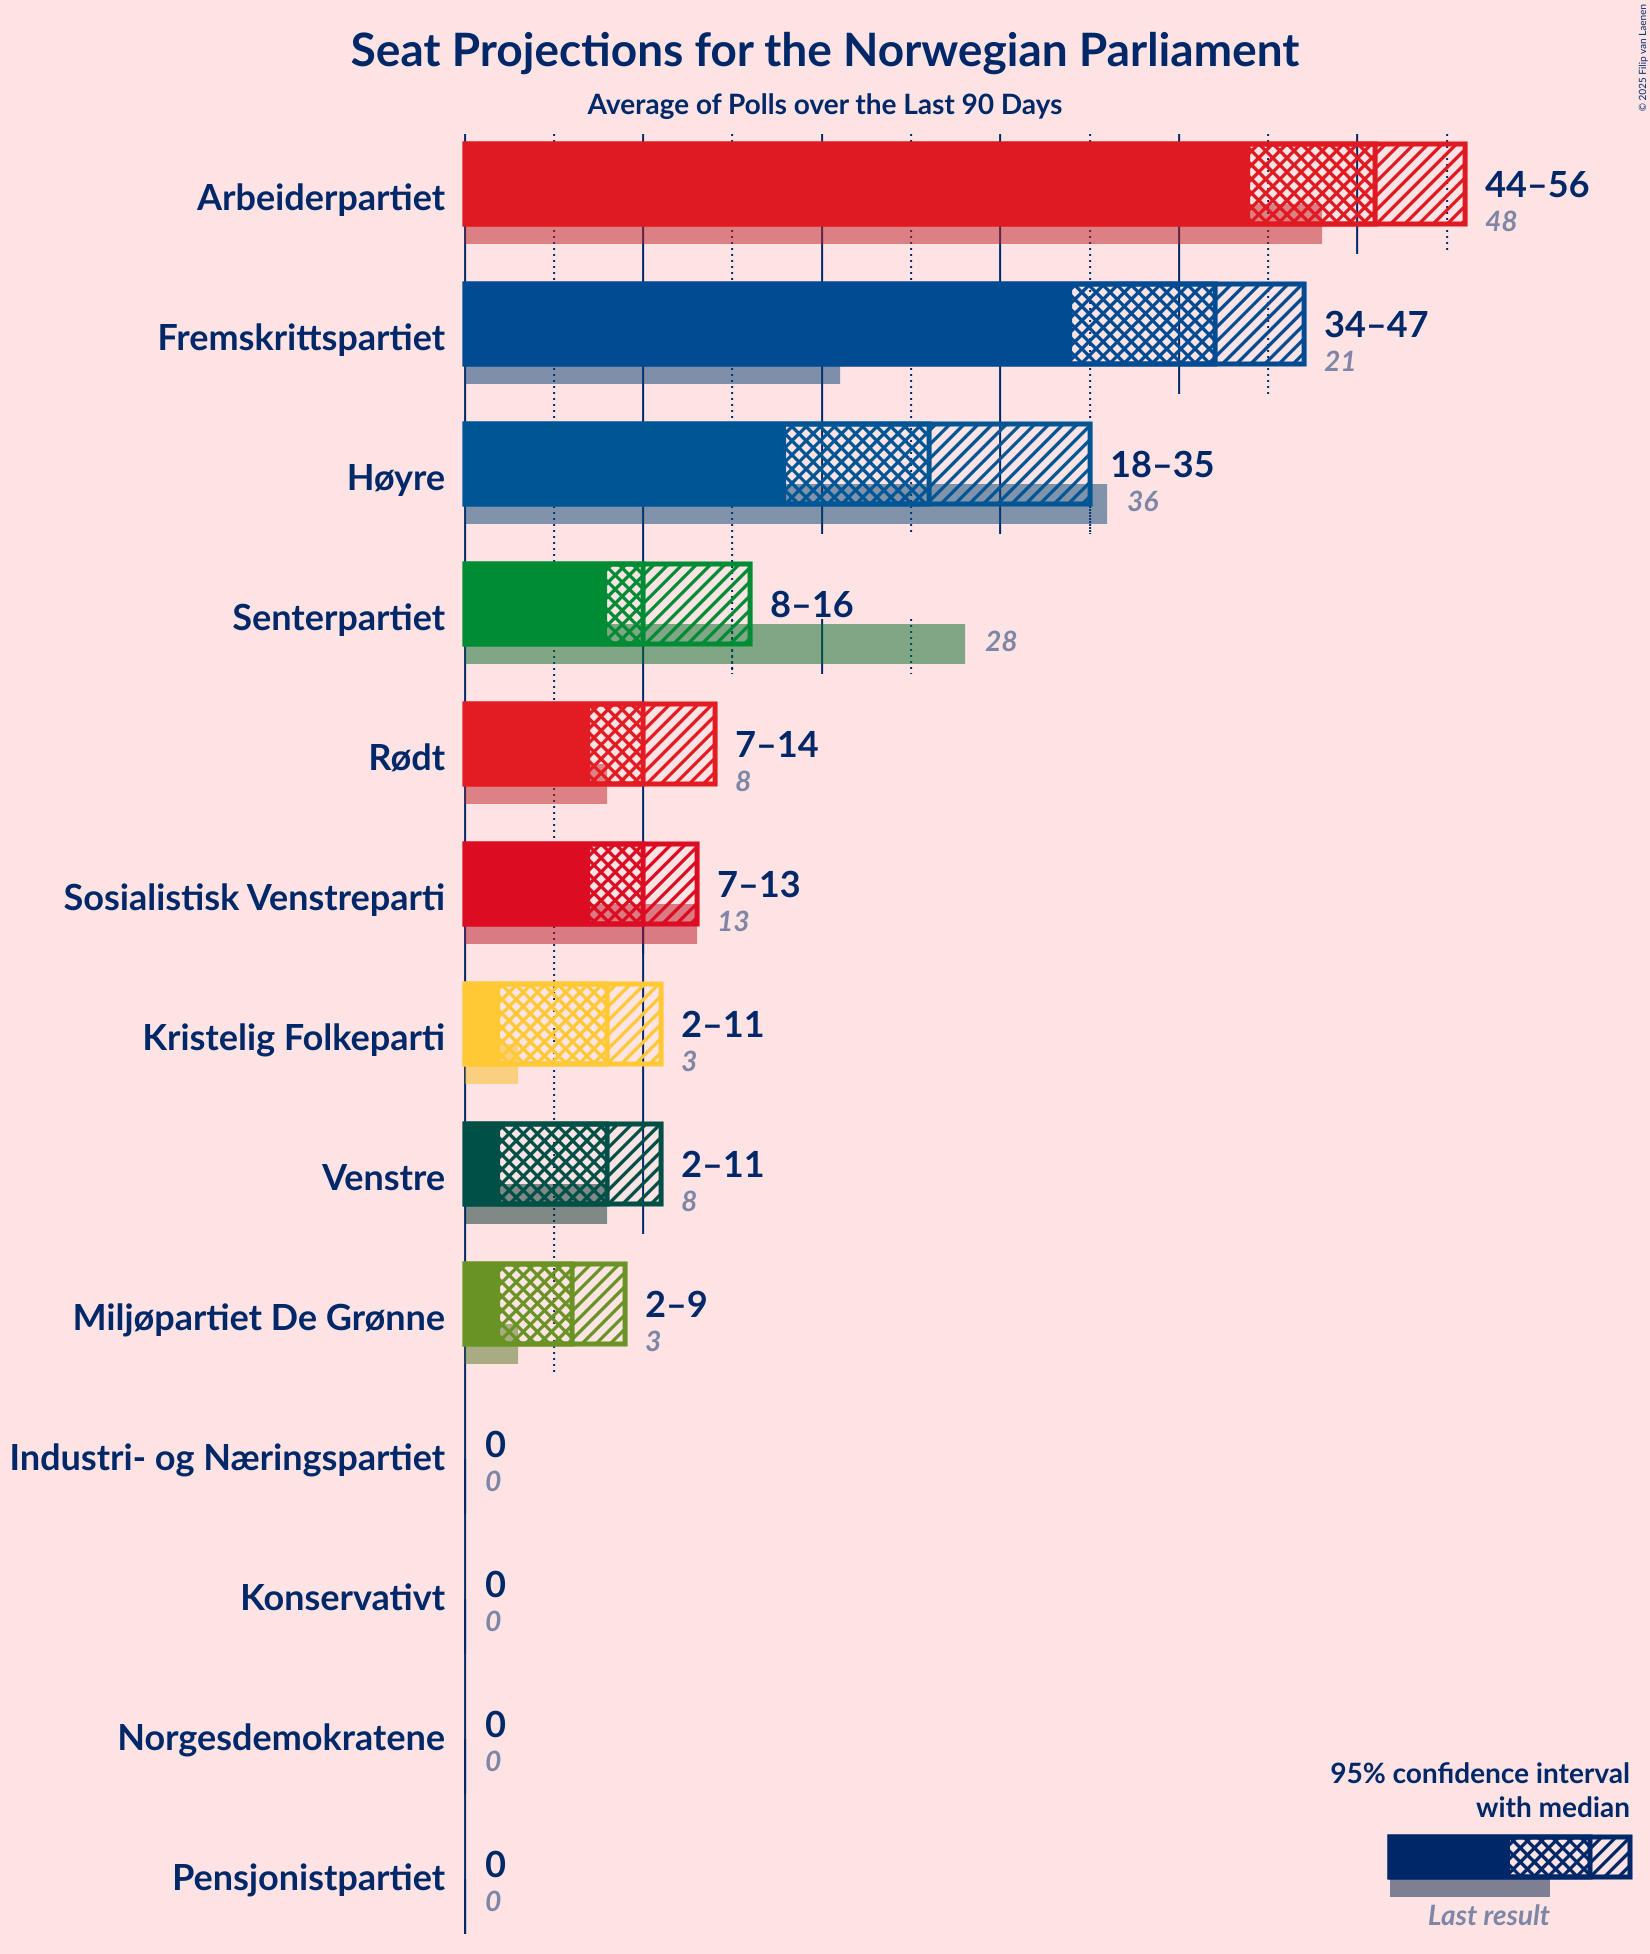 Seat Projections for the Norwegian Parliament
Average of Polls over the Last 90 Days
© 2025 Filip van Laenen
Arbeiderpartiet
44–56
48
Fremskrittspartiet
34–47
21
Høyre
18–35
36
Senterpartiet
8–16
28
Rødt
7–14
8
Sosialistisk Venstreparti
7–13
13
Kristelig Folkeparti
2–11
3
Venstre
2–11
8
Miljøpartiet De Grønne
2–9
3
Industri- og Næringspartiet
0
0
Konservativt
0
0
Norgesdemokratene
0
0
Pensjonistpartiet
0
0
95% confidence interval
with median
Last result